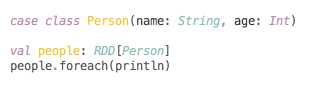 case class Person(name: String, age: Int)
val people: RDD[Person]
people.foreach(println)